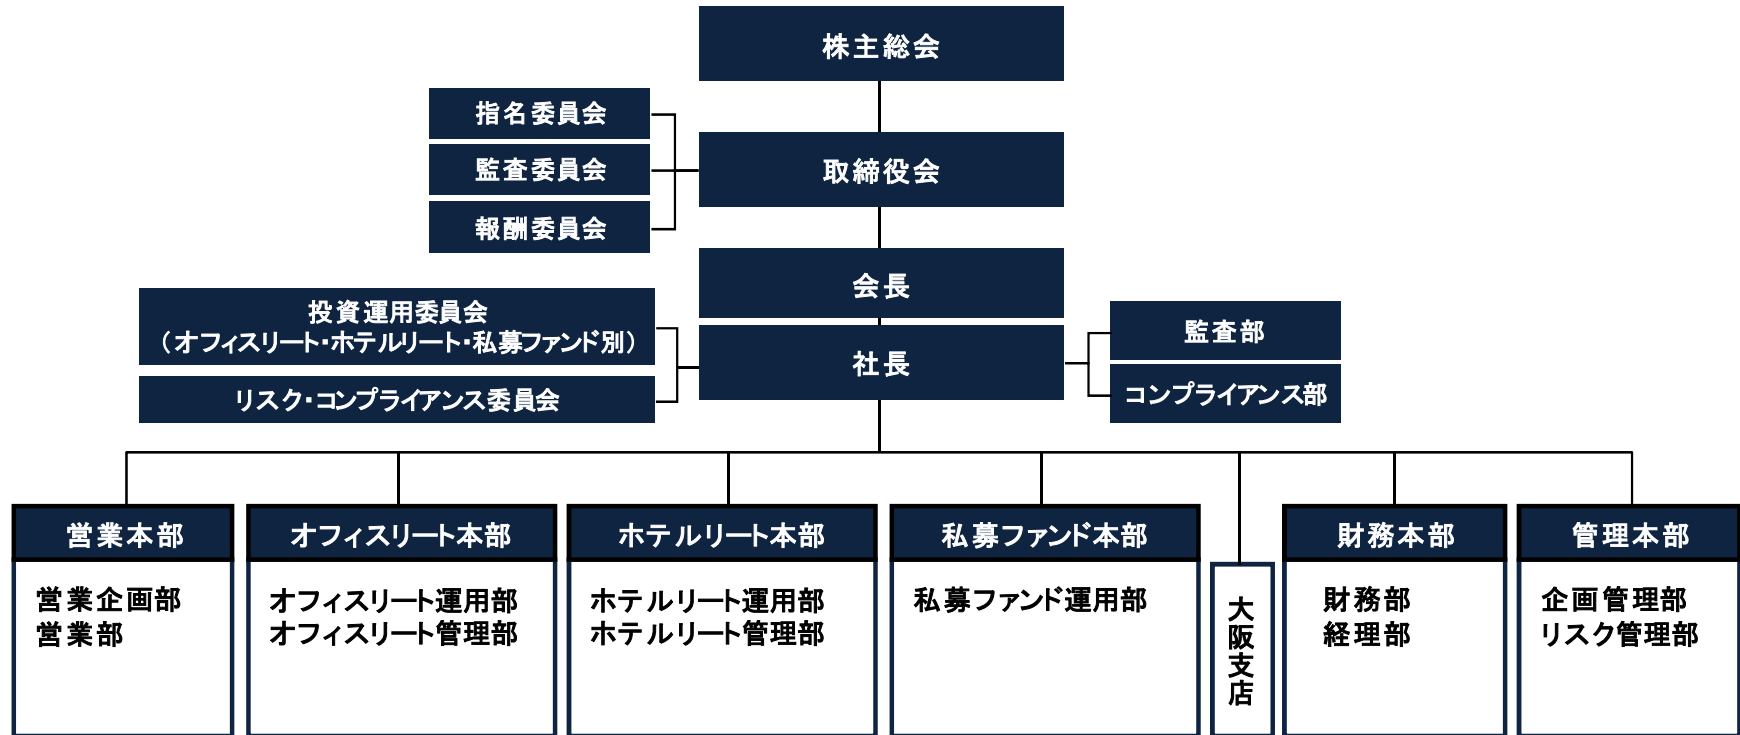 株主総会
指名委員会
監査委員会
報酬委員会
取締役会
会長
社長
投資運用委員会
（オフィスリート・ホテルリート・私募ファンド別）
リスク・コンプライアンス委員会
監査部
コンプライアンス部
営業本部
営業企画部
営業部
オフィスリート本部
オフィスリート運用部
オフィスリート管理部
ホテルリート本部
ホテルリート運用部
ホテルリート管理部
私募ファンド本部
私募ファンド運用部
大阪支店
財務本部
財務部
経理部
管理本部
企画管理部
リスク管理部